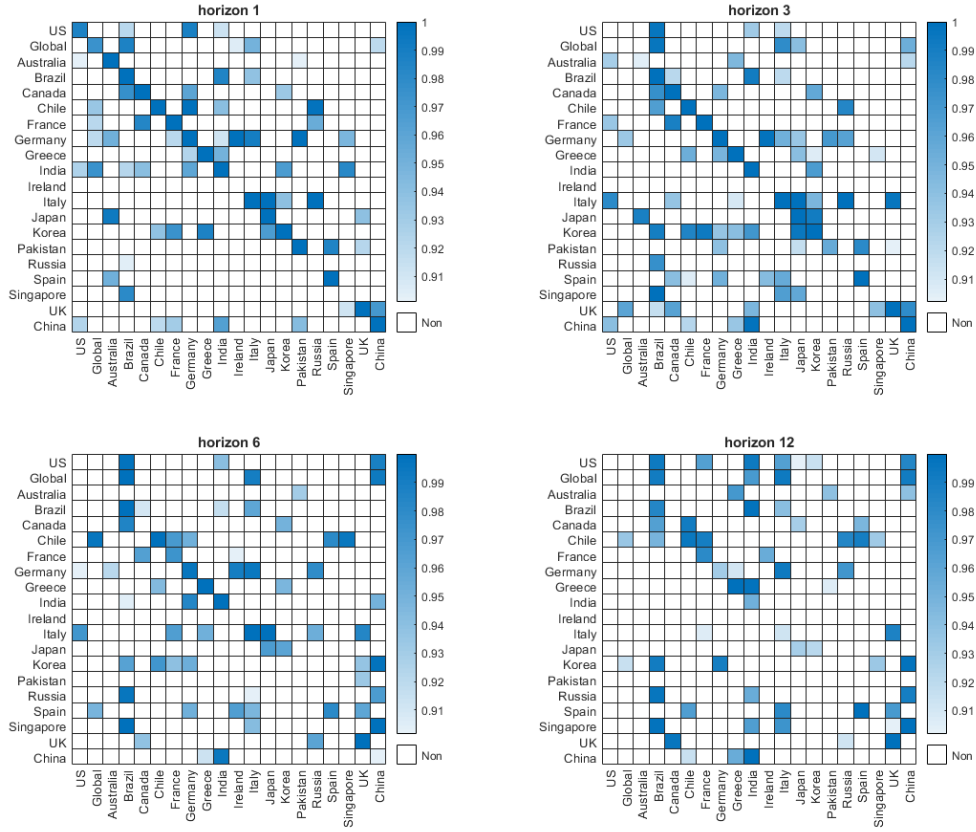 horizon 1
US
Global
Australia
Brazil
Canada
Chile
France
Germany
Greece
India
Ireland
Italy
Japan
Korea
Pakistan
Russia
Spain
Singapore
UK
China
US
Global
Australia
Brazil
Canada
Chile
France
Germany
Greece
India
Ireland
Italy
Japan
Korea
Pakistan
Russia
Spain
Singapore
UK
China
1
0.99
0.98
0.97
0.96
0.95
0.94
0.93
0.92
0.91
Non
horizon 3
US
Global
Australia
Brazil
Canada
Chile
France
Germany
Greece
India
Ireland
Italy
Japan
Korea
Pakistan
Russia
Spain
Singapore
UK
China
US
Global
Australia
Brazil
Canada
Chile
France
Germany
Greece
India
Ireland
Italy
Japan
Korea
Pakistan
Russia
Spain
Singapore
UK
China
1
0.99
0.98
0.97
0.96
0.95
0.94
0.93
0.92
0.91
Non
horizon 6
US
Global
Australia
Brazil
Canada
Chile
France
Germany
Greece
India
Ireland
Italy
Japan
Korea
Pakistan
Russia
Spain
Singapore
UK
China
US
Global
Australia
Brazil
Canada
Chile
France
Germany
Greece
India
Ireland
Italy
Japan
Korea
Pakistan
Russia
Spain
Singapore
UK
China
0.99
0.98
0.97
0.96
0.95
0.94
0.93
0.92
0.91
Non
horizon 12
US
Global
Australia
Brazil
Canada
Chile
France
Germany
Greece
India
Ireland
Italy
Japan
Korea
Pakistan
Russia
Spain
Singapore
UK
China
US
Global
Australia
Brazil
Canada
Chile
France
Germany
Greece
India
Ireland
Italy
Japan
Korea
Pakistan
Russia
Spain
Singapore
UK
China
0.99
0.98
0.97
0.96
0.95
0.94
0.93
0.92
0.91
Non